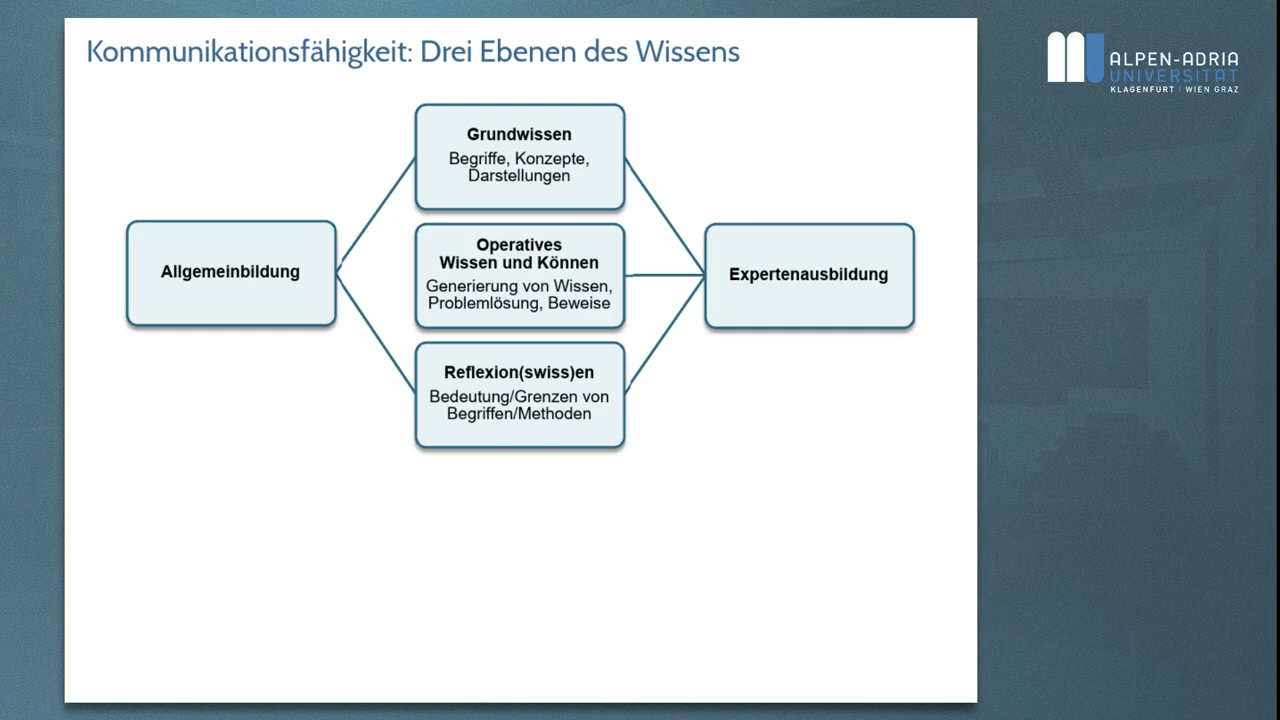 Kommunikationsfähigkeit: Drei Ebenen des Wissens
ALPEN-ADRIA
UNIVERSITÄT
KLAGENFURT | WIEN GRAZ
Grundwissen
Begriffe, Konzepte,
Darstellungen
Allgemeinbildung
Operatives
Wissen und Können
Generierung von Wissen,
Problemlösung, Beweise
Expertenausbildung
Reflexion(swiss)en
Bedeutung/Grenzen von
Begriffen/Methoden